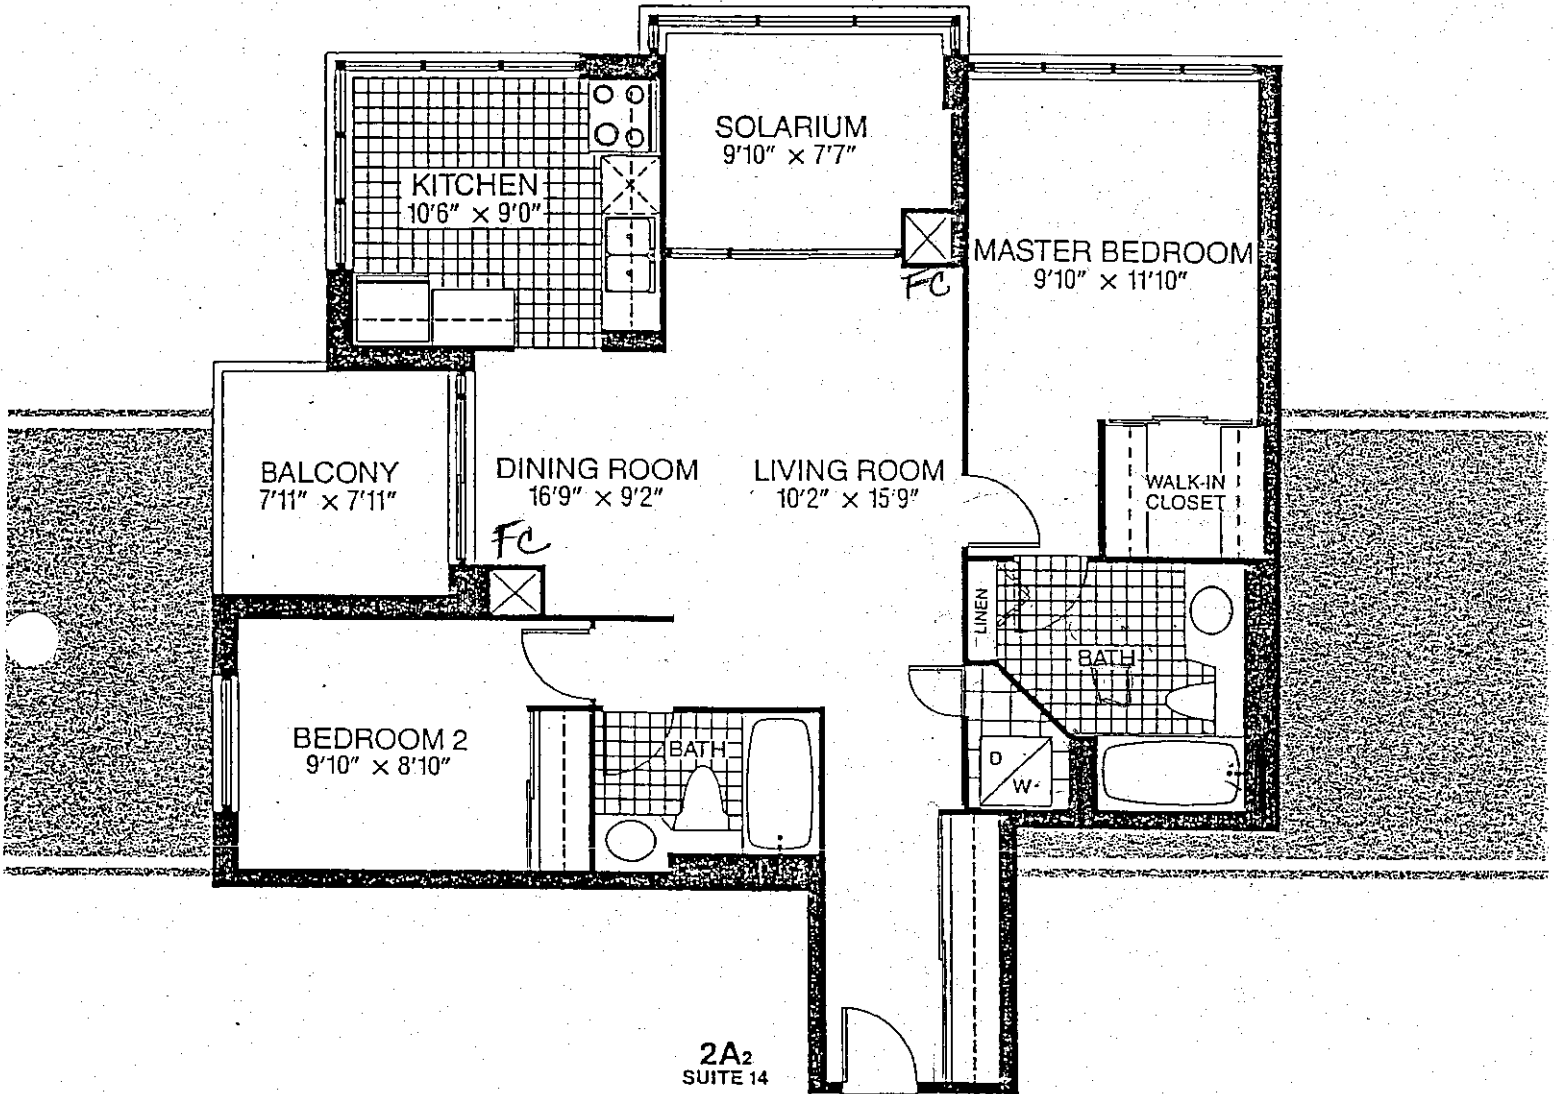 SOLARIUM
9'10" × 7'7"
KITCHEN
10'6" × 9'0"
MASTER BEDROOM
9'10" × 11'10"
FC
BALCONY
7'11" × 7'11"
DINING ROOM
16'9" × 9'2"
LIVING ROOM
10'2" × 15'9"
WALK-IN
CLOSET
FC
LINEN
BATH
BEDROOM 2
9'10" × 8'10"
BATH
D
W
2A2
SUITE 14